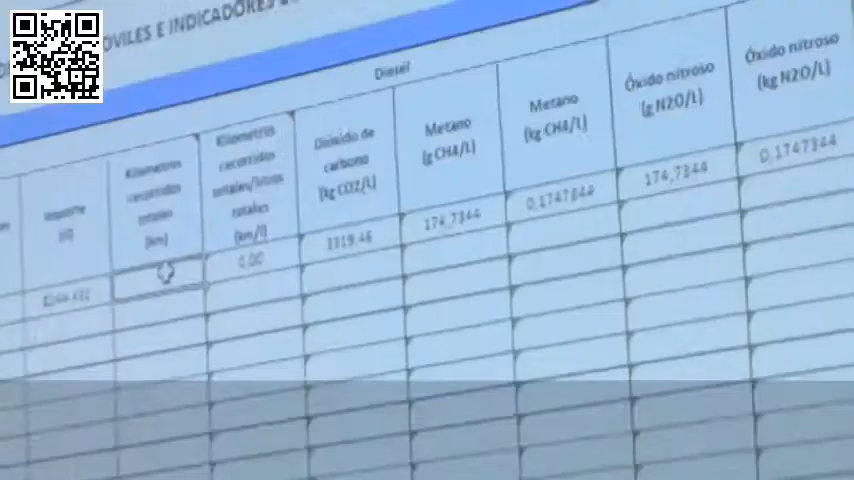 OVILES E INDICADORES
Diesel
Importe
Kilometros
recorridos
totales
(km)
Kilometros
recorridos
totales/litros
totales
(km/l)
Dióxido de
carbono
(kg CO2/L)
Metano
(g CH4/L)
Metano
(kg CH4/L)
Óxido nitroso
(g N2O/L)
Óxido nitroso
(kg N2O/L)
0,00
3319,46
174,7344
0,1747344
174,7344
0,1747344